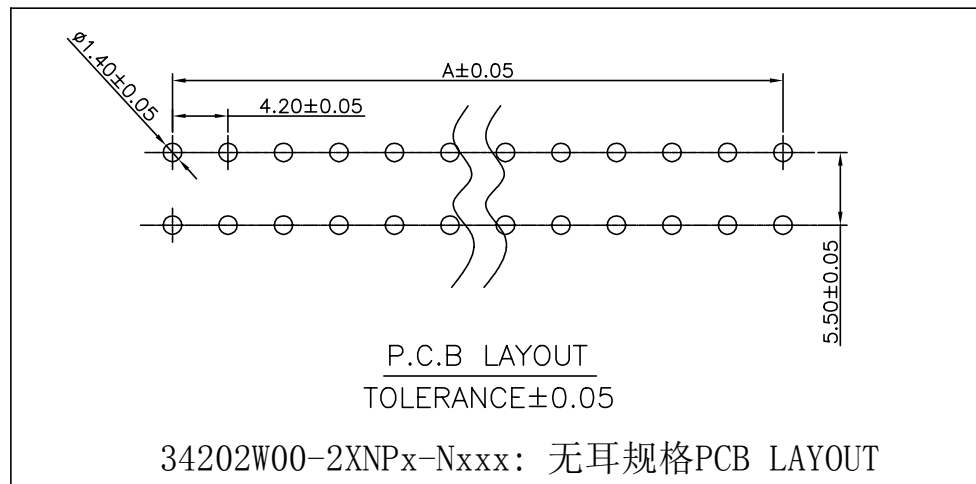 ø1.40±0.05
A±0.05
4.20±0.05
5.50±0.05
P.C.B LAYOUT
TOLERANCE±0.05
34202W00-2XNPx-Nxxx: 无耳规格PCB LAYOUT